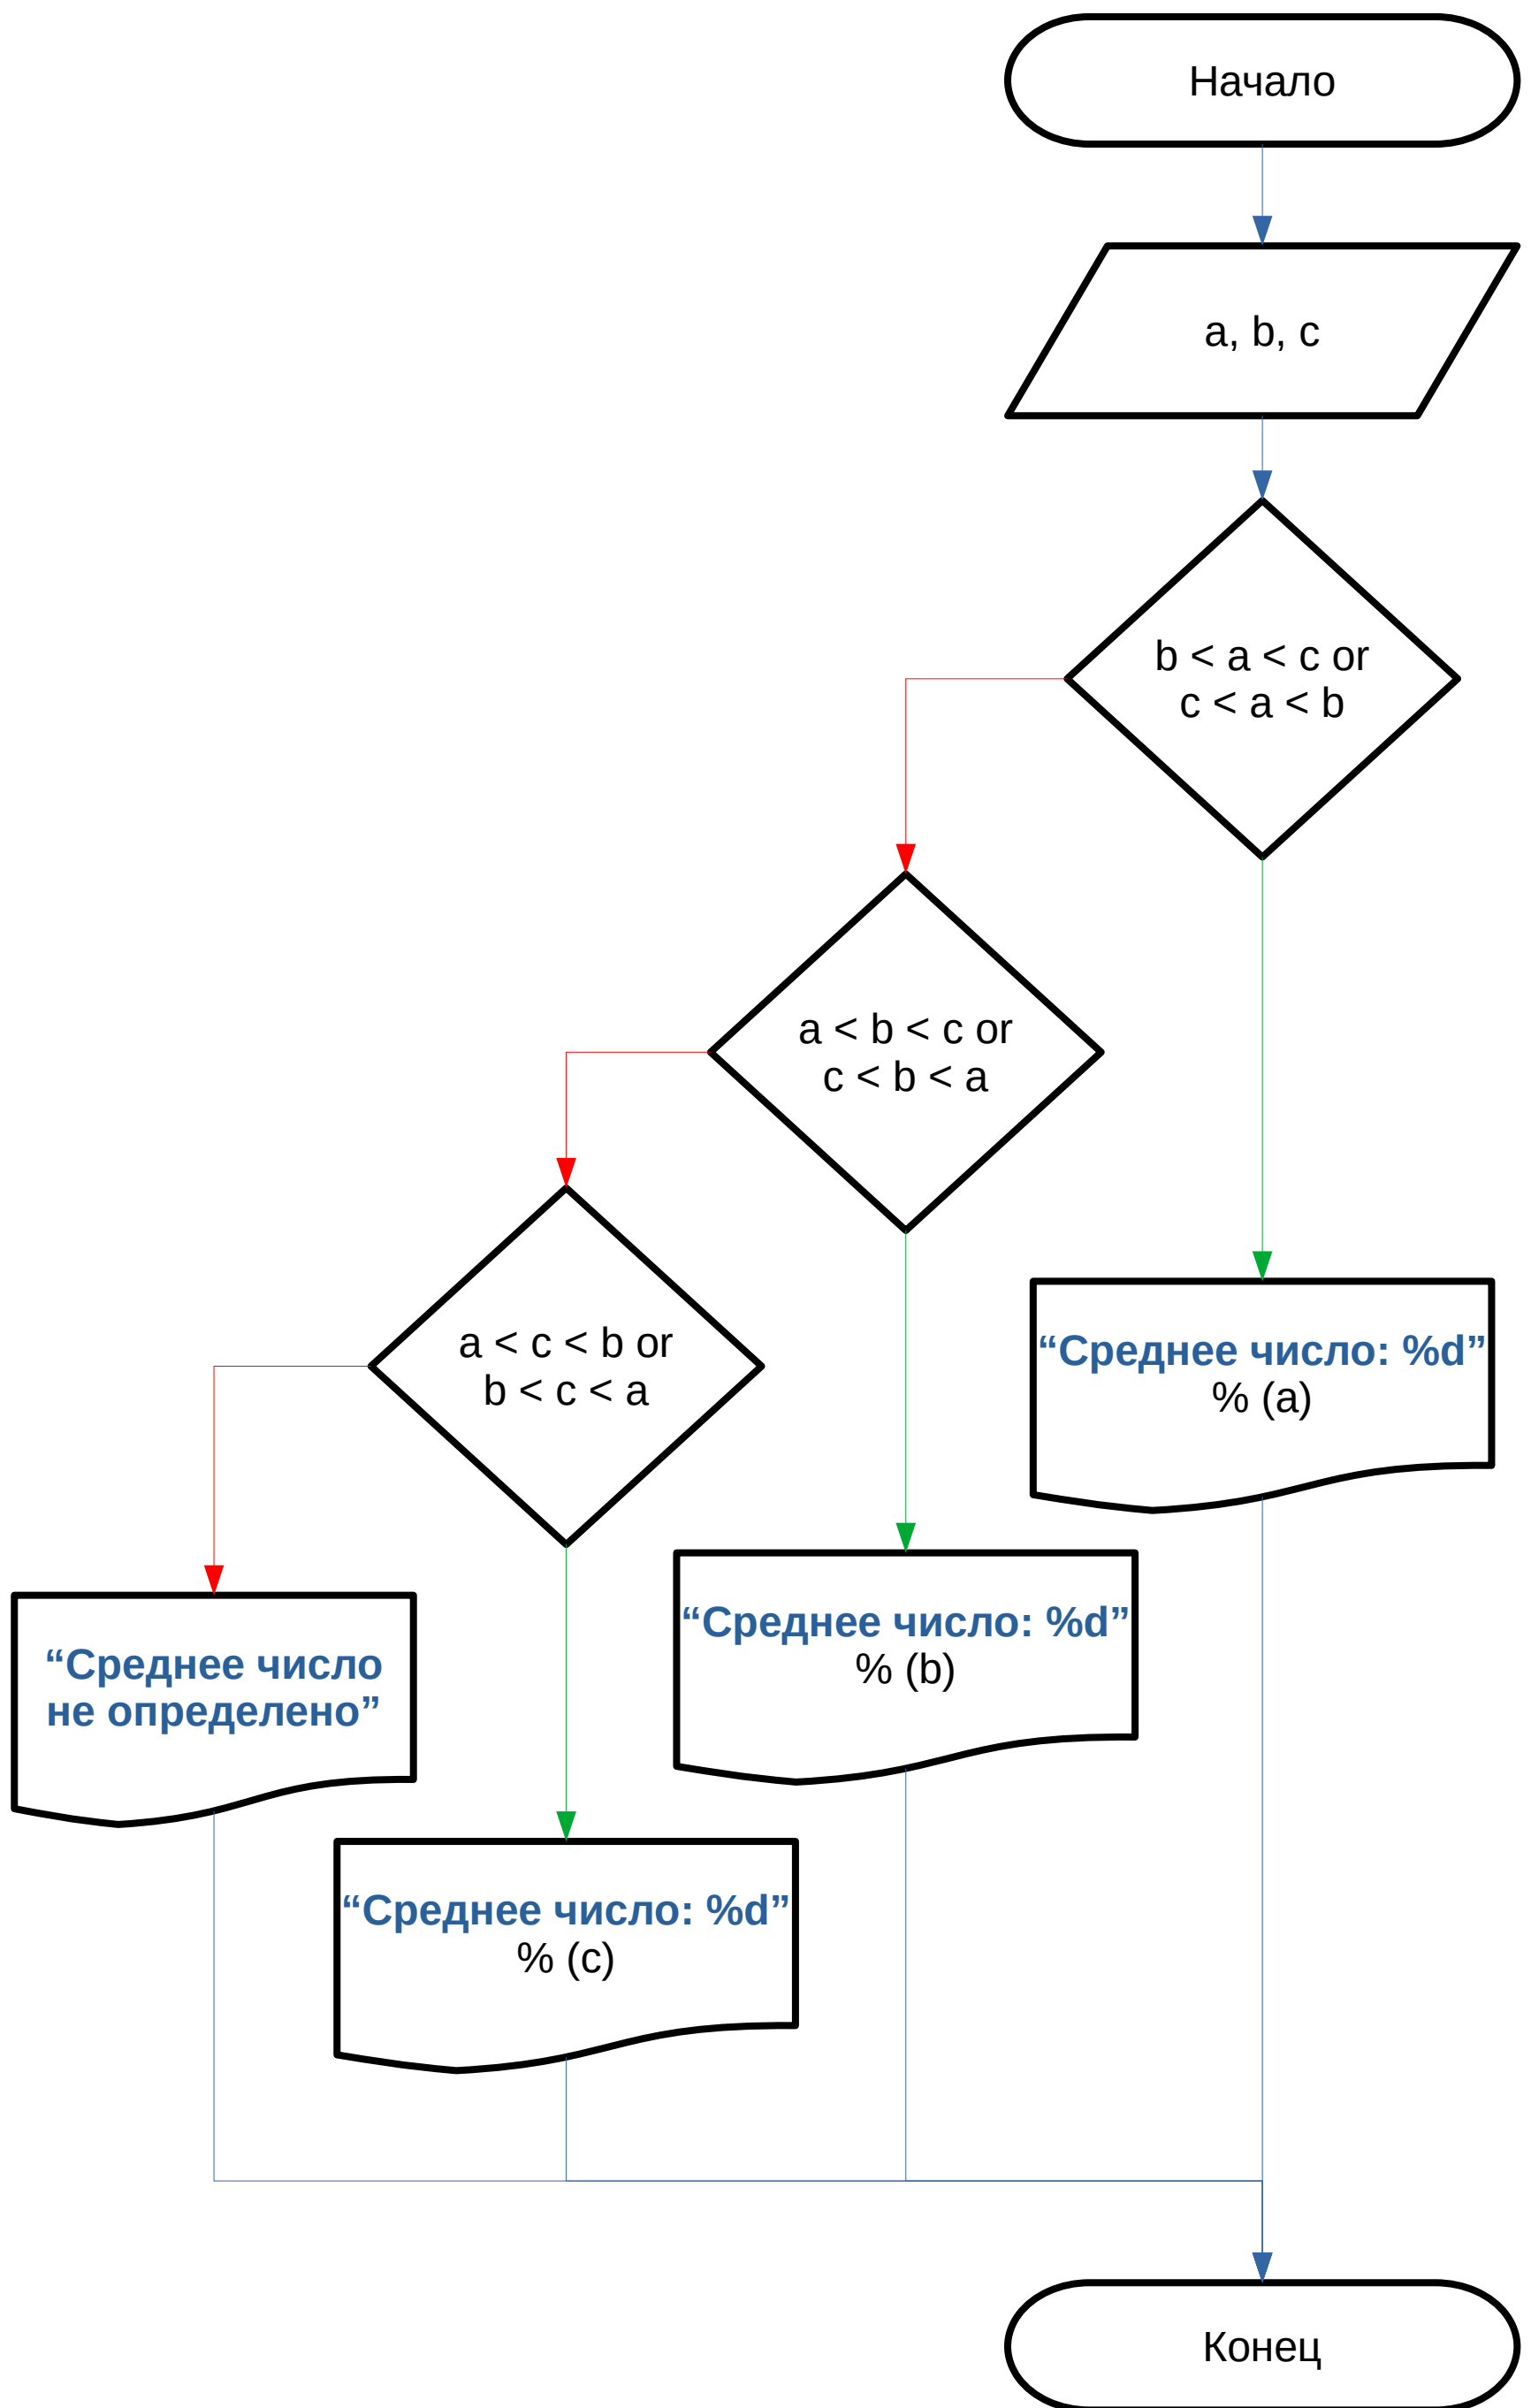 Начало
a, b, c
b < a < c or
c < a < b
a < b < c or
c < b < a
a < c < b or
b < c < a
“Среднее число: %d”
% (a)
“Среднее число: %d”
% (b)
“Среднее число
не определено”
“Среднее число: %d”
% (c)
Конец